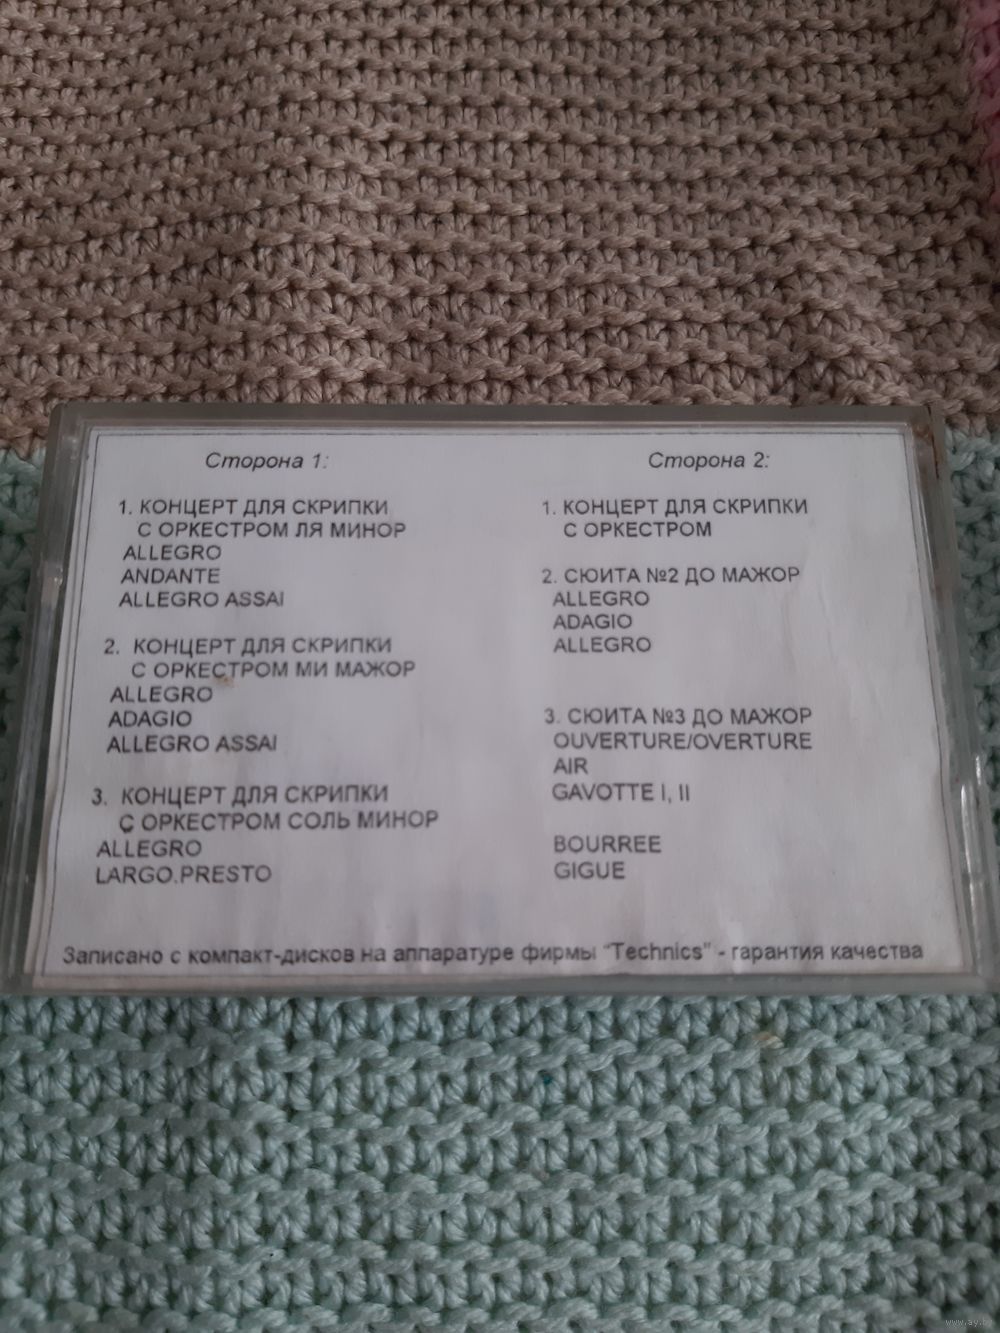 Сторона 1:
1. КОНЦЕРТ ДЛЯ СКРИПКИ
С ОРКЕСТРОМ ЛЯ МИНОР
ALLEGRO
ANDANTE
ALLEGRO ASSAI
2. КОНЦЕРТ ДЛЯ СКРИПКИ
С ОРКЕСТРОМ МИ МАЖОР
ALLEGRO
ADAGIO
ALLEGRO ASSAI
3. КОНЦЕРТ ДЛЯ СКРИПКИ
С ОРКЕСТРОМ СОЛЬ МИНОР
ALLEGRO
LARGO.PRESTO
Сторона 2:
1. КОНЦЕРТ ДЛЯ СКРИПКИ
С ОРКЕСТРОМ
2. СЮИТА №2 ДО МАЖОР
ALLEGRO
ADAGIO
ALLEGRO
3. СЮИТА №3 ДО МАЖОР
OUVERTURE/OVERTURE
AIR
GAVOTTE I, II
BOURREE
GIGUE
Записано с компакт-дисков на аппаратуре фирмы "Technics" - гарантия качества
www.ay.by